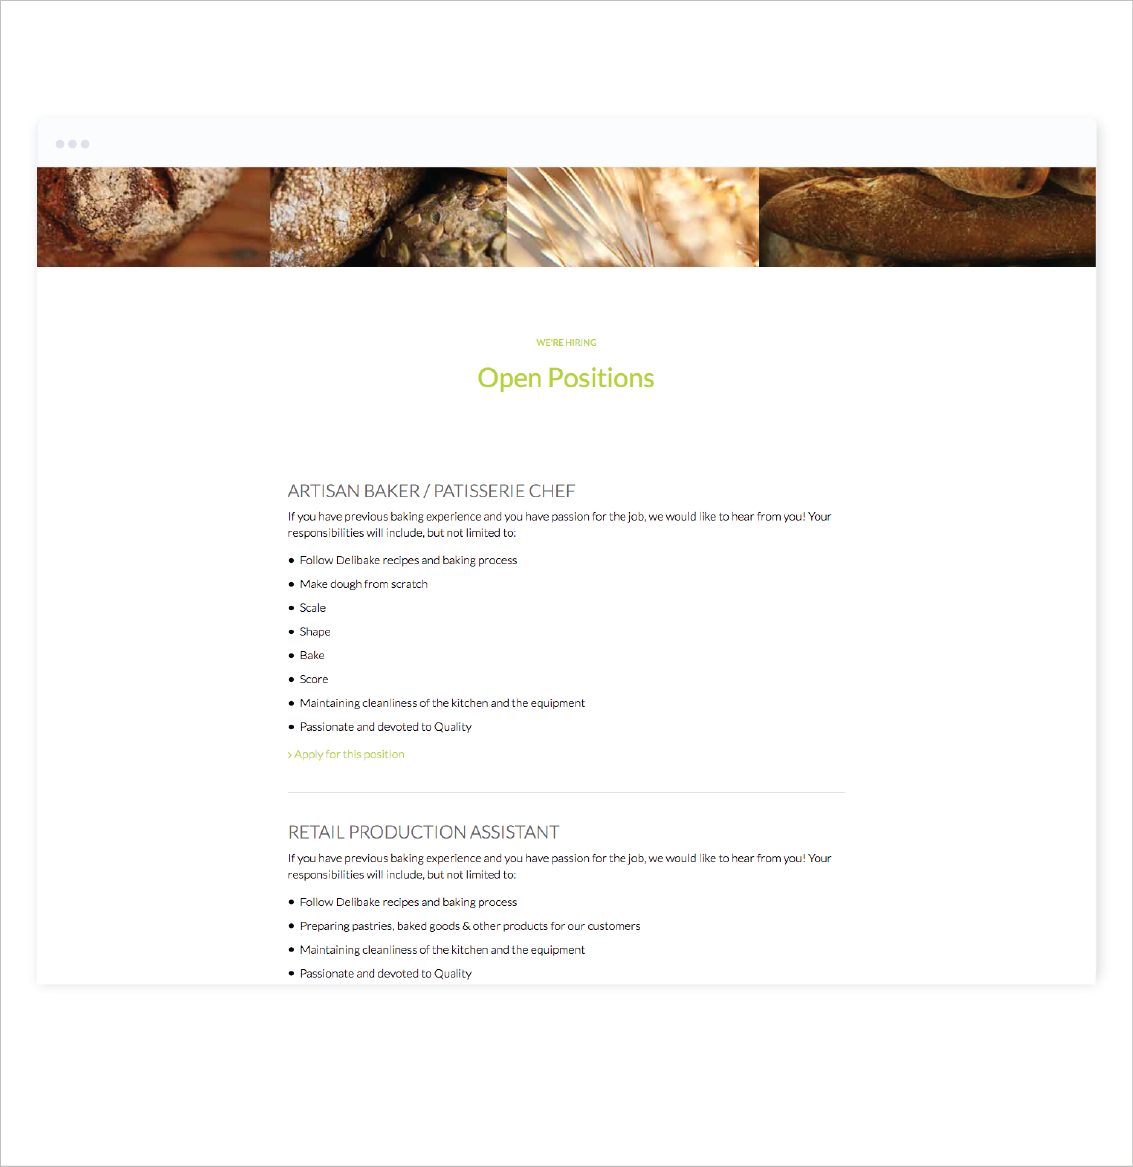 WE'RE HIRING
Open Positions
ARTISAN BAKER / PATISSERIE CHEF
If you have previous baking experience and you have passion for the job, we would like to hear from you! Your
responsibilities will include, but not limited to:
● Follow Delibake recipes and baking process
● Make dough from scratch
● Scale
● Shape
● Bake
● Score
● Maintaining cleanliness of the kitchen and the equipment
● Passionate and devoted to Quality
› Apply for this position
RETAIL PRODUCTION ASSISTANT
If you have previous baking experience and you have passion for the job, we would like to hear from you! Your
responsibilities will include, but not limited to:
● Follow Delibake recipes and baking process
● Preparing pastries, baked goods & other products for our customers
● Maintaining cleanliness of the kitchen and the equipment
● Passionate and devoted to Quality